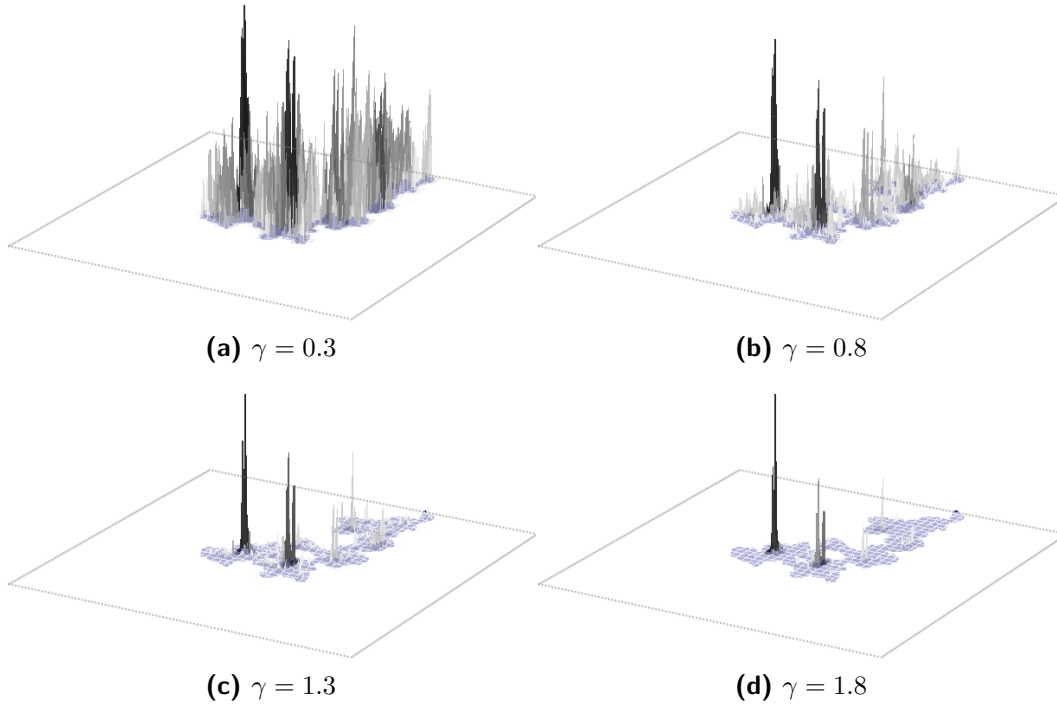 (a) γ = 0.3
(b) γ = 0.8
(c) γ = 1.3
(d) γ = 1.8